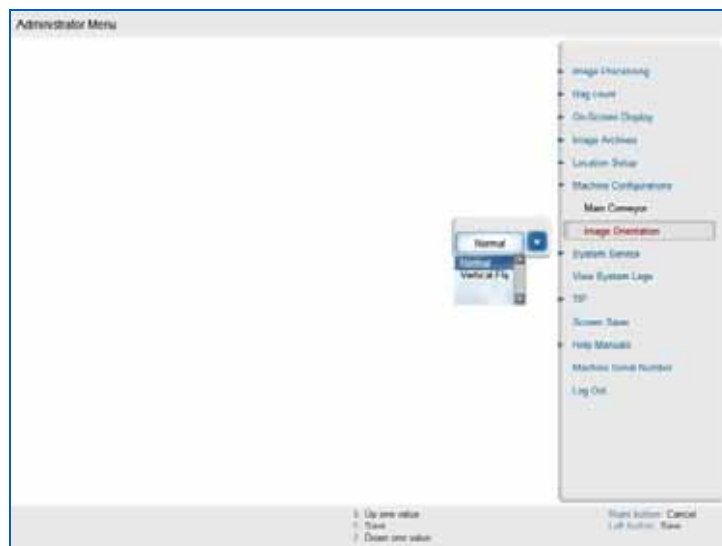 Administrator Menu
Image Processing
Bag count
On-Screen Display
Image Archives
Location Setup
Machine Configurations
Main Conveyor
Image Orientation
Normal
Normal
Vertical Flip
System Service
View System Logs
TIP
Screen Saver
Help Manuals
Machine Serial Number
Log Out
Up one value
Save
Down one value
Right button: Cancel
Left button: Save